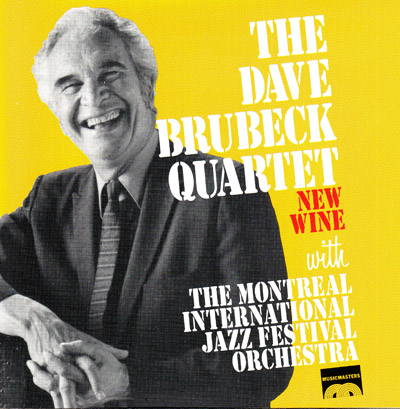 THE
DAVE
BRUBECK
QUARTET
NEW
WINE
with
THE MONTREAL
INTERNATIONAL
JAZZ FESTIVAL
ORCHESTRA
MUSICMASTERS